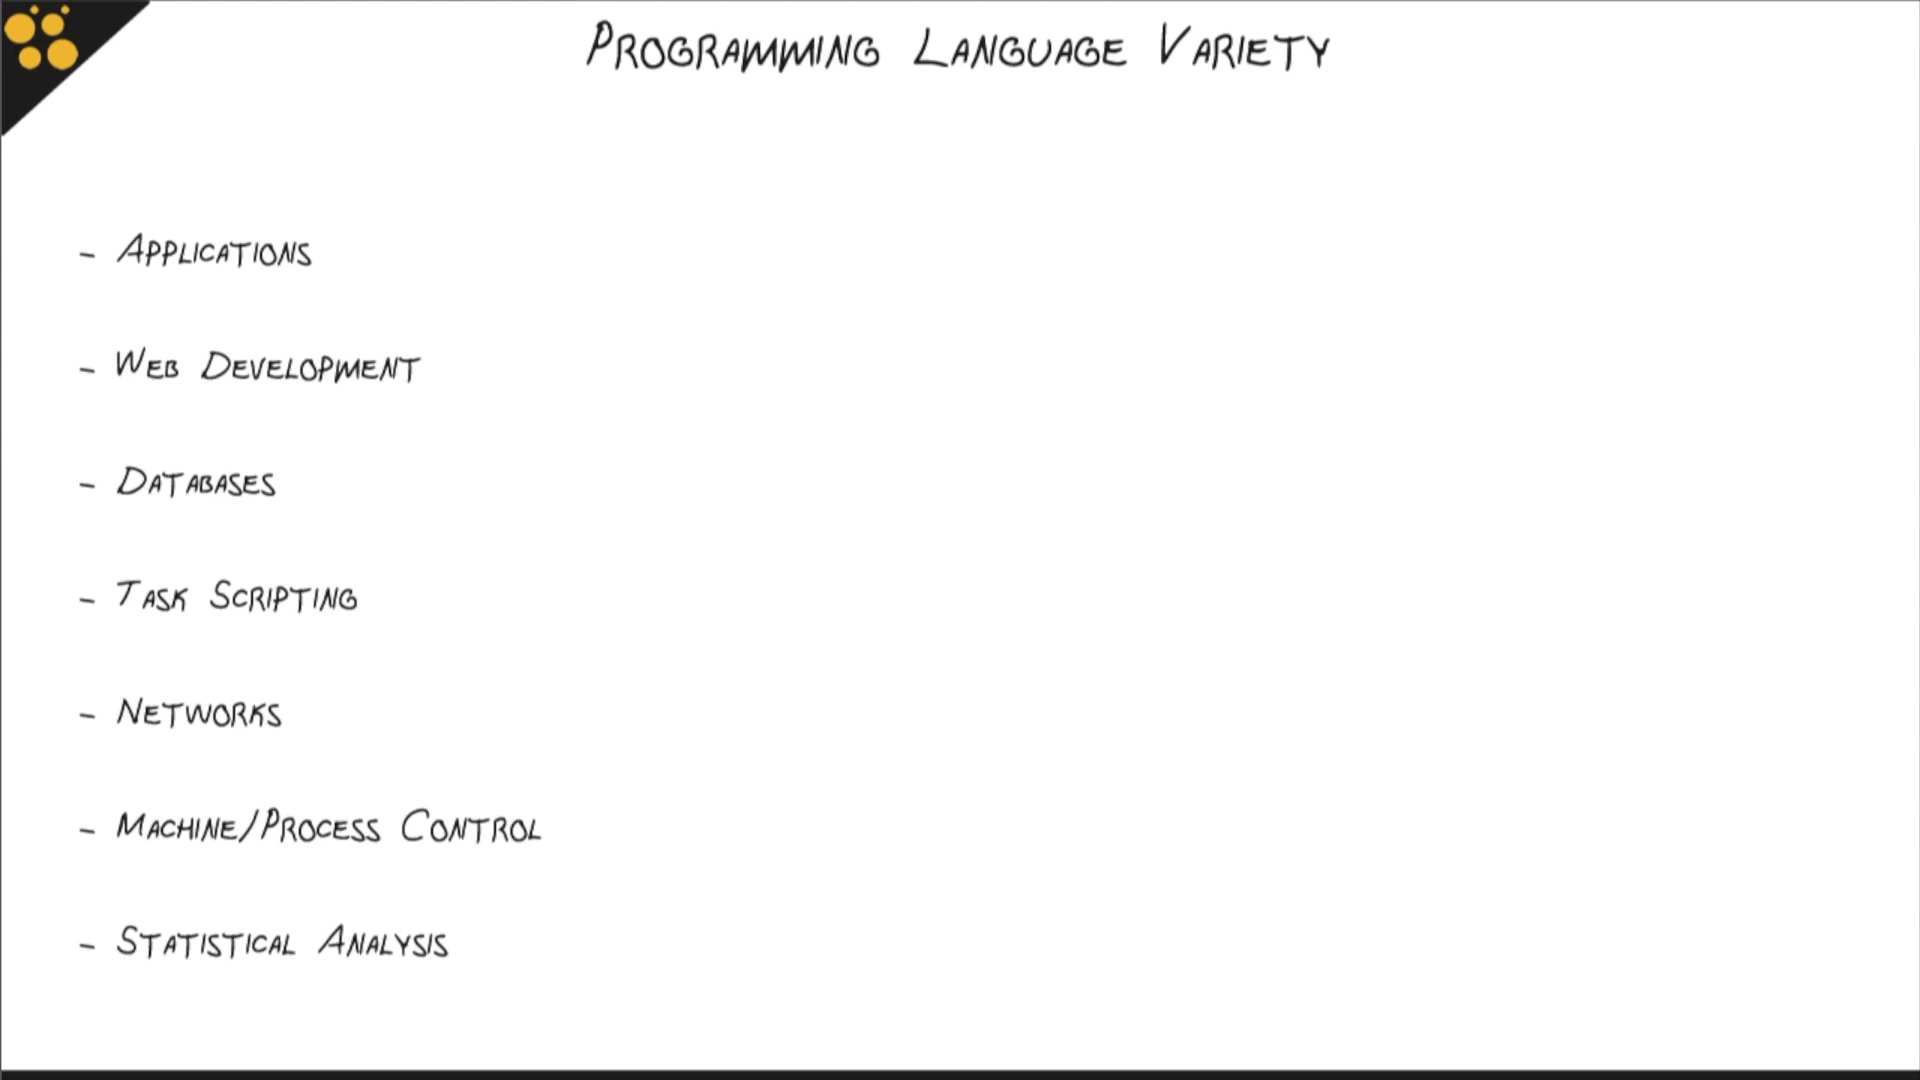 Programming Language Variety
- Applications
- Web Development
- Databases
- Task Scripting
- Networks
- Machine/Process Control
- Statistical Analysis